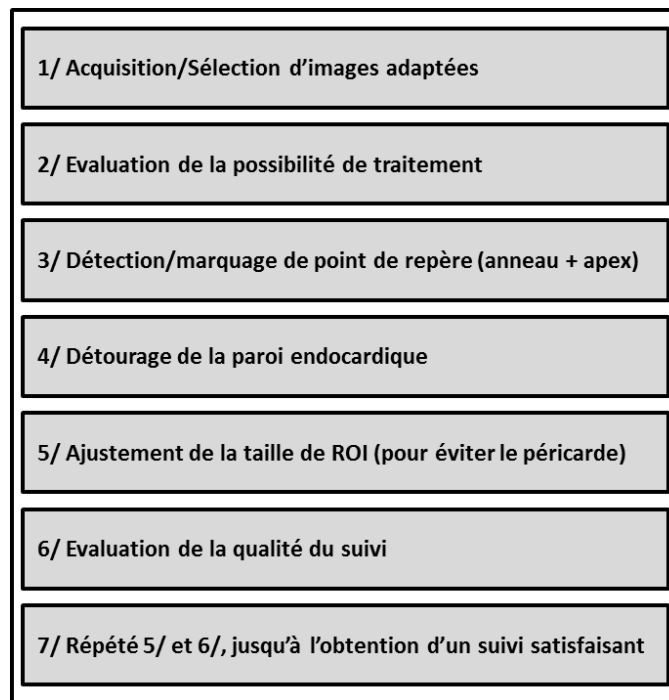 1/ Acquisition/Sélection d’images adaptées
2/ Evaluation de la possibilité de traitement
3/ Détection/marquage de point de repère (anneau + apex)
4/ Détourage de la paroi endocardique
5/ Ajustement de la taille de ROI (pour éviter le péricarde)
6/ Evaluation de la qualité du suivi
7/ Répété 5/ et 6/, jusqu’à l’obtention d’un suivi satisfaisant